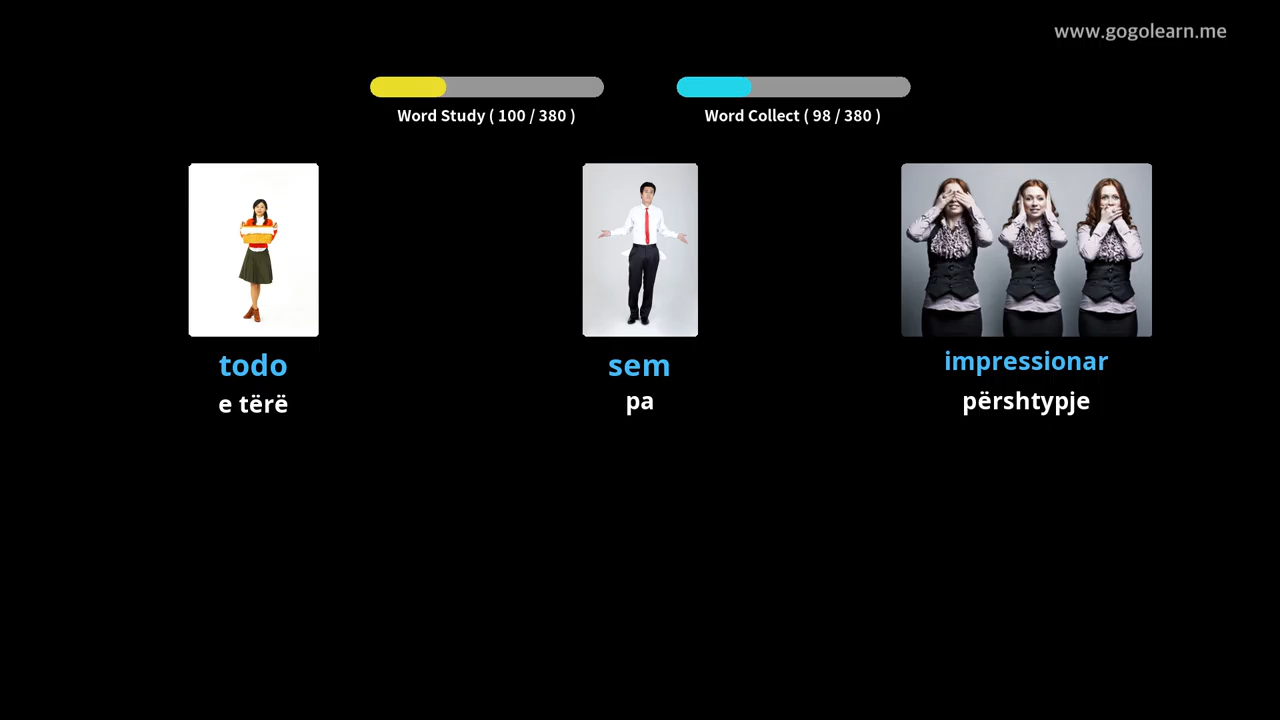 www.gogolearn.me
Word Study ( 100 / 380 )
Word Collect ( 98 / 380 )
todo
e tërë
sem
pa
impressionar
përshtypje